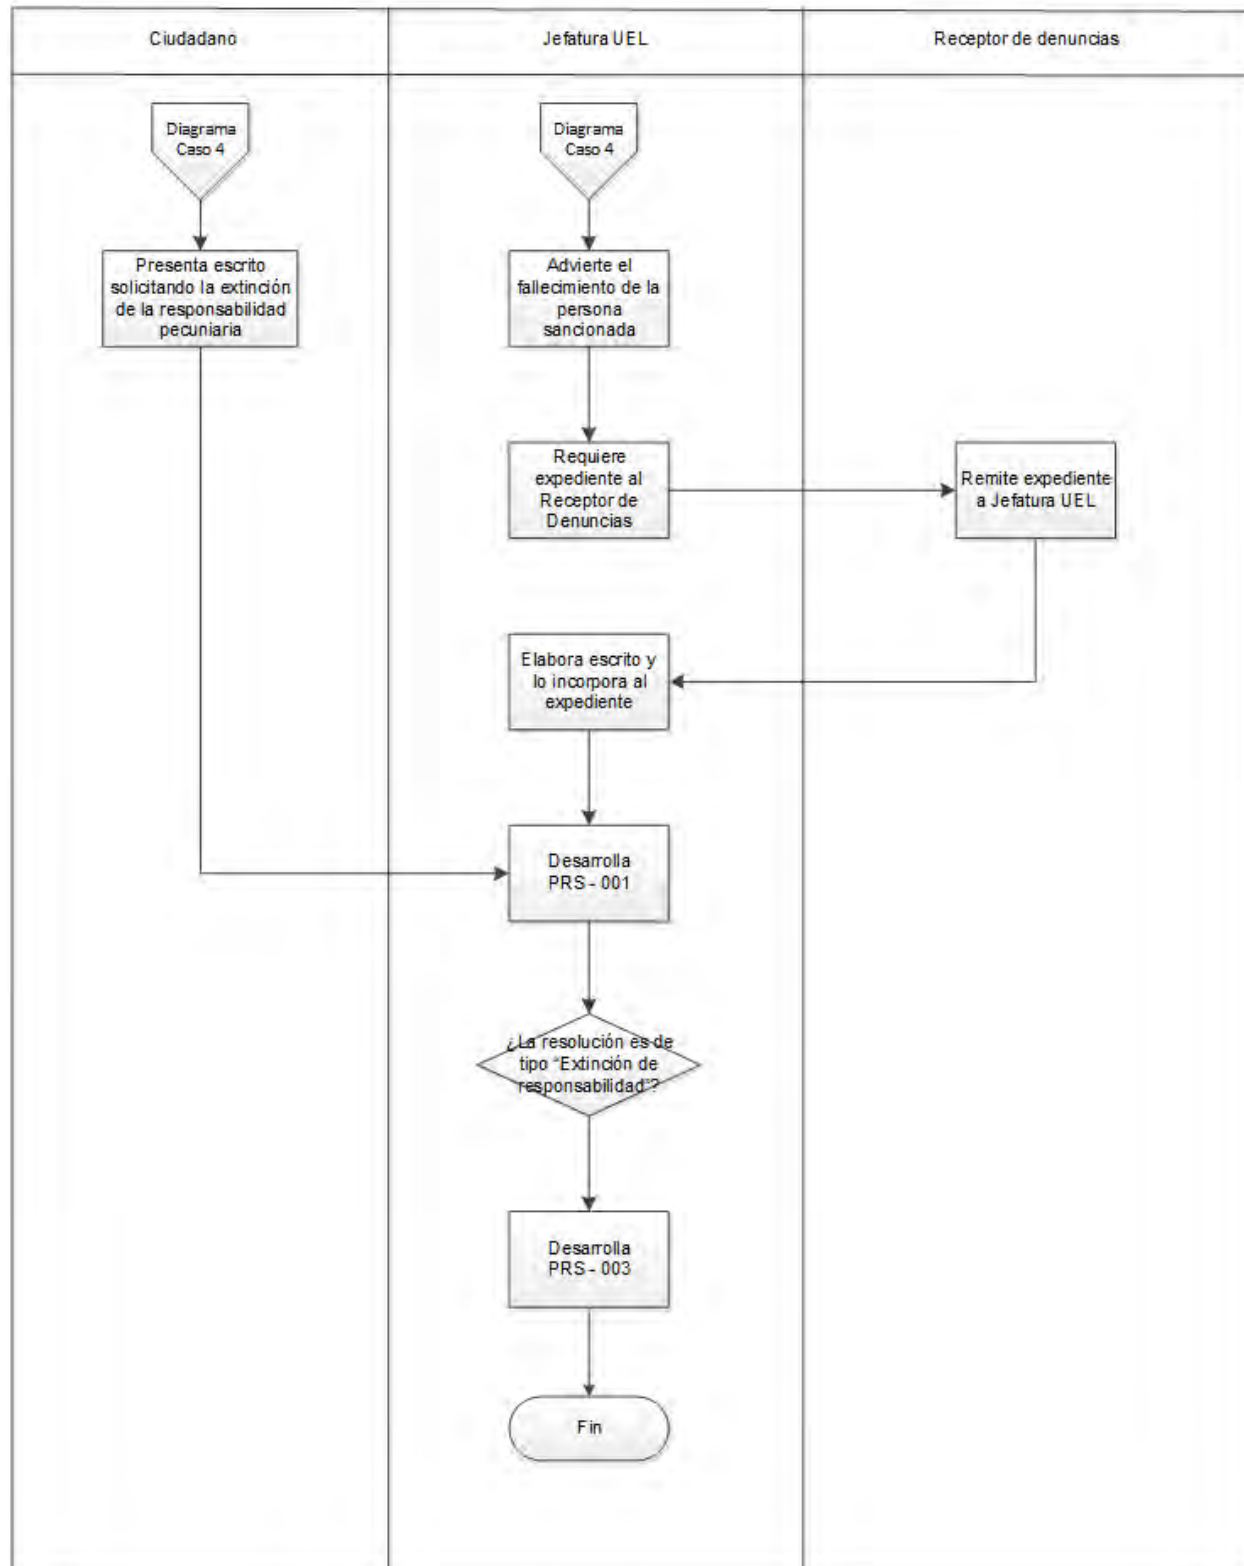 Ciudadano
Jefatura UEL
Receptor de denuncias
Diagrama
Caso 4
Diagrama
Caso 4
Presenta escrito
solicitando la extinción
de la responsabilidad
pecuniaria
Advierte el
fallecimiento de la
persona
sancionada
Requiere
expediente al
Receptor de
Denuncias
Remite expediente
a Jefatura UEL
Elabora escrito y
lo incorpora al
expediente
Desarrolla
PRS - 001
¿La resolución es de
tipo “Extinción de
responsabilidad”?
Desarrolla
PRS - 003
Fin